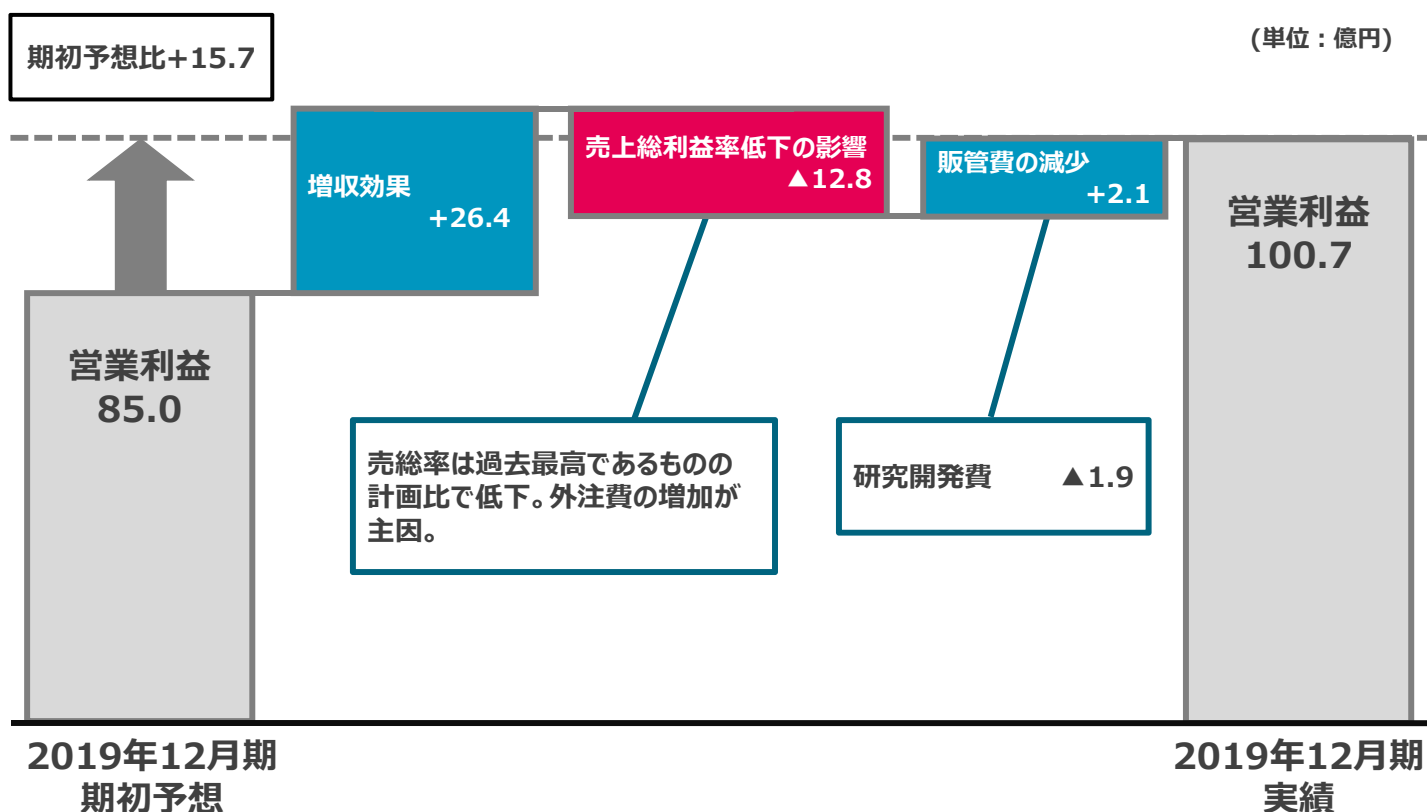 期初予想比+15.7
(単位：億円)
増収効果
+26.4
売上総利益率低下の影響
▲12.8
販管費の減少
+2.1
営業利益
100.7
営業利益
85.0
売総率は過去最高であるものの
計画比で低下。外注費の増加が
主因。
研究開発費 ▲1.9
2019年12月期
期初予想
2019年12月期
実績